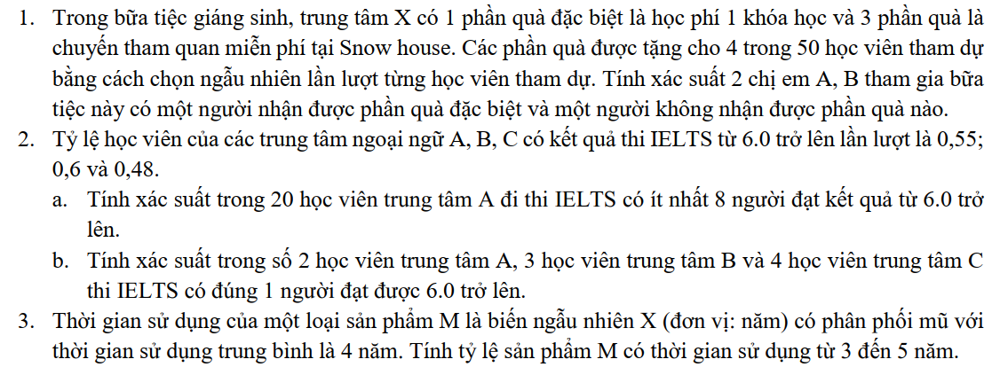 1. Trong bữa tiệc giáng sinh, trung tâm X có 1 phần quà đặc biệt là học phí 1 khóa học và 3 phần quà là
chuyến tham quan miễn phí tại Snow house. Các phần quà được tặng cho 4 trong 50 học viên tham dự
bằng cách chọn ngẫu nhiên lần lượt từng học viên tham dự. Tính xác suất 2 chị em A, B tham gia bữa
tiệc này có một người nhận được phần quà đặc biệt và một người không nhận được phần quà nào.
2. Tỷ lệ học viên của các trung tâm ngoại ngữ A, B, C có kết quả thi IELTS từ 6.0 trở lên lần lượt là 0,55;
0,6 và 0,48.
a. Tính xác suất trong 20 học viên trung tâm A đi thi IELTS có ít nhất 8 người đạt kết quả từ 6.0 trở
lên.
b. Tính xác suất trong số 2 học viên trung tâm A, 3 học viên trung tâm B và 4 học viên trung tâm C
thi IELTS có đúng 1 người đạt được 6.0 trở lên.
3. Thời gian sử dụng của một loại sản phẩm M là biến ngẫu nhiên X (đơn vị: năm) có phân phối mũ với
thời gian sử dụng trung bình là 4 năm. Tính tỷ lệ sản phẩm M có thời gian sử dụng từ 3 đến 5 năm.